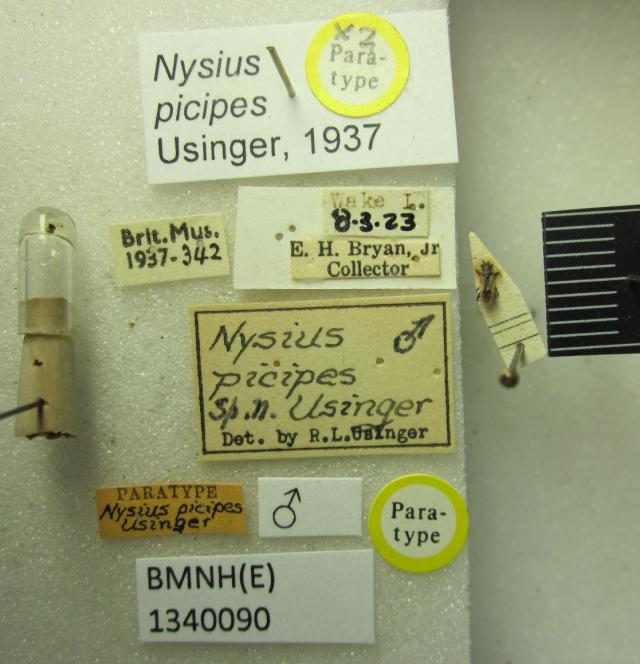 Nysius
picipes
Usinger, 1937
x2
Para-
type
Brit. Mus.
1937-342
Wake I.
8-3-23
E. H. Bryan, Jr
Collector
Nysius ♂
picipes
Sp. n. Usinger
Det. by R.L.Usinger
PARATYPE
Nysius picipes
Usinger
♂
Para-
type
BMNH(E)
1340090